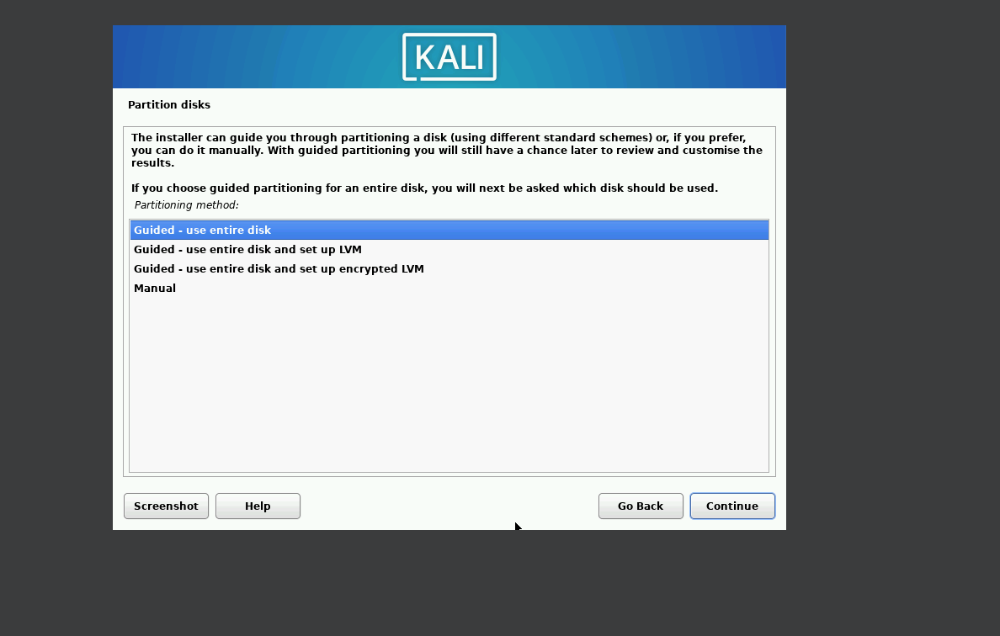 KALI
Partition disks
The installer can guide you through partitioning a disk (using different standard schemes) or, if you prefer,
you can do it manually. With guided partitioning you will still have a chance later to review and customise the
results.
If you choose guided partitioning for an entire disk, you will next be asked which disk should be used.
Partitioning method:
Guided - use entire disk
Guided - use entire disk and set up LVM
Guided - use entire disk and set up encrypted LVM
Manual
Screenshot Help Go Back Continue